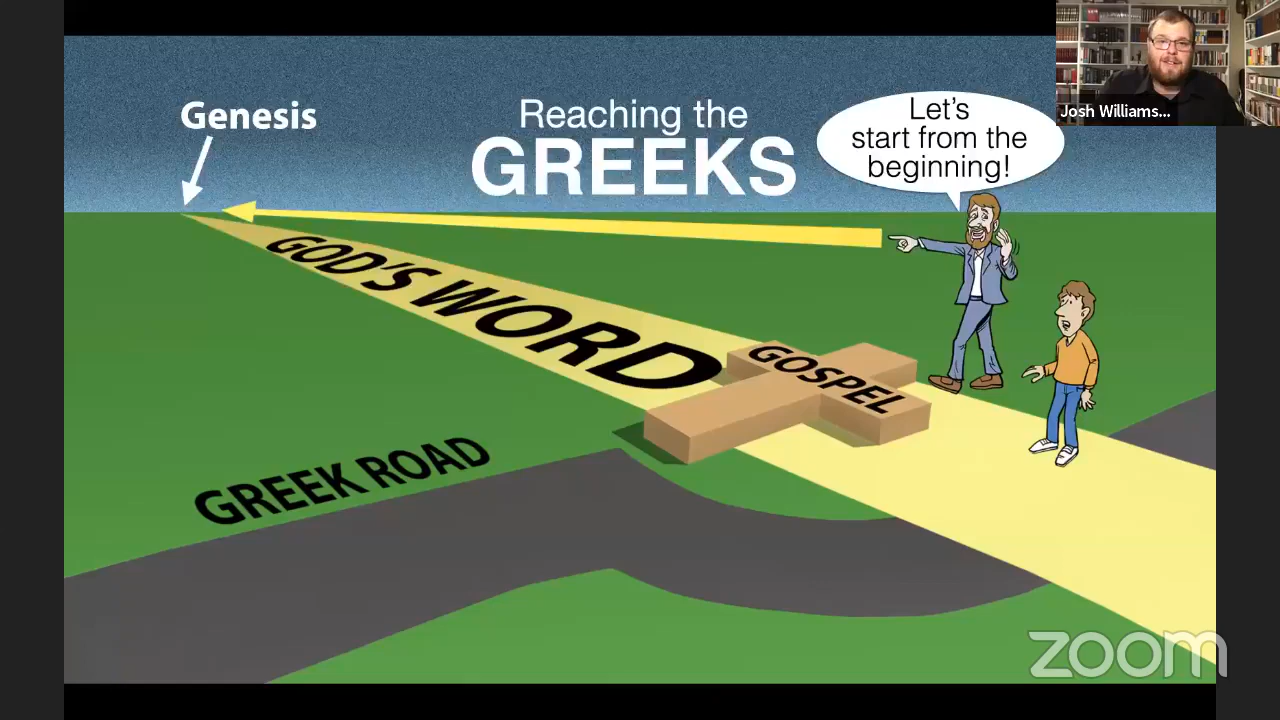 Genesis
Reaching the
GREEKS
Let's
start from the
beginning!
Josh Williams...
GOD'S WORD
GOSPEL
GREEK ROAD
zoom